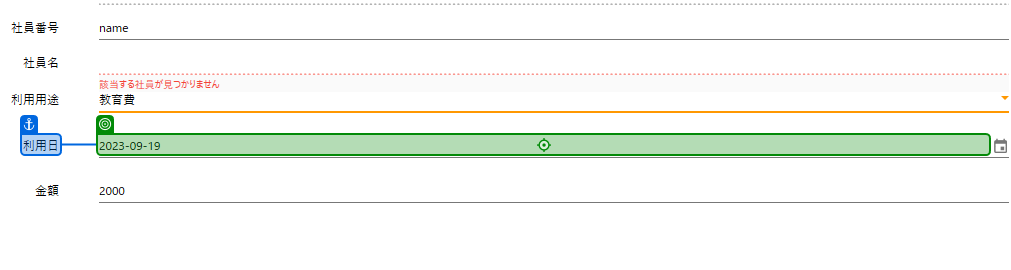 社員番号 name
社員名
該当する社員が見つかりません
利用用途 教育費
利用日 2023-09-19
金額 2000